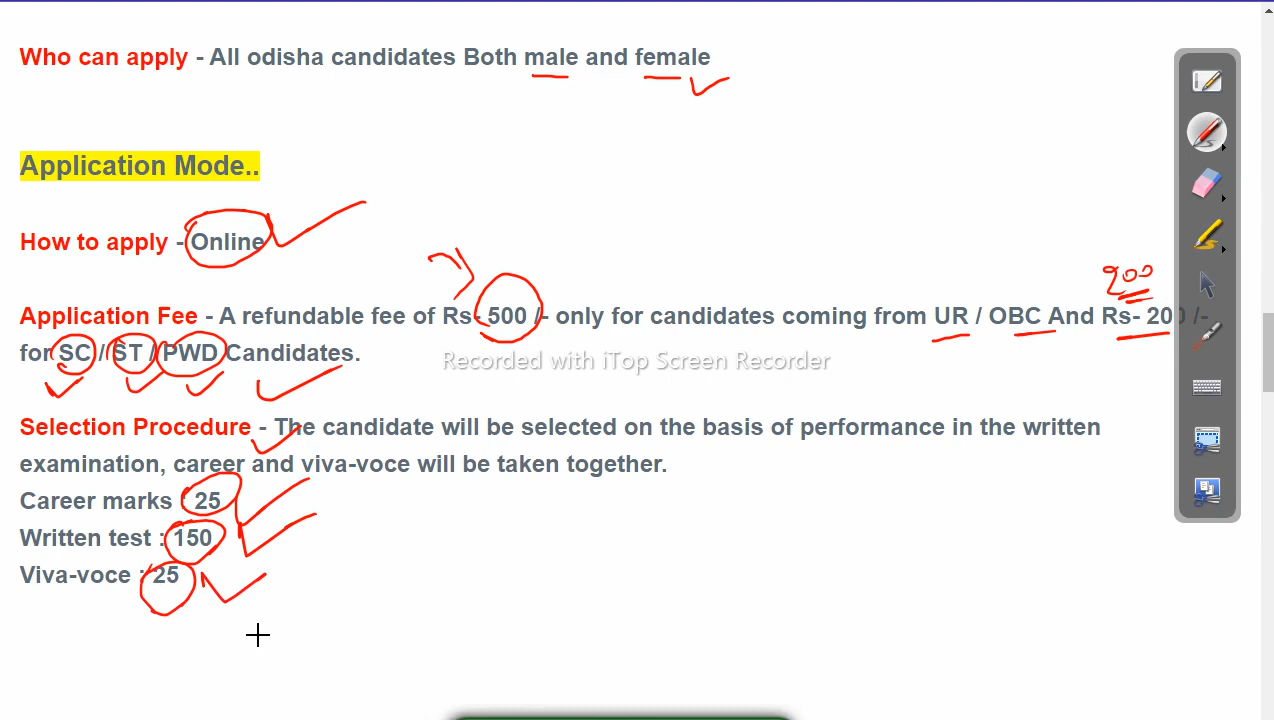 Who can apply - All odisha candidates Both male and female
Application Mode..
How to apply - Online
200
Application Fee - A refundable fee of Rs- 500 /- only for candidates coming from UR / OBC And Rs- 200 /-
for SC / ST / PWD Candidates.
Recorded with iTop Screen Recorder
Selection Procedure - The candidate will be selected on the basis of performance in the written
examination, career and viva-voce will be taken together.
Career marks : 25
Written test : 150
Viva-voce : 25